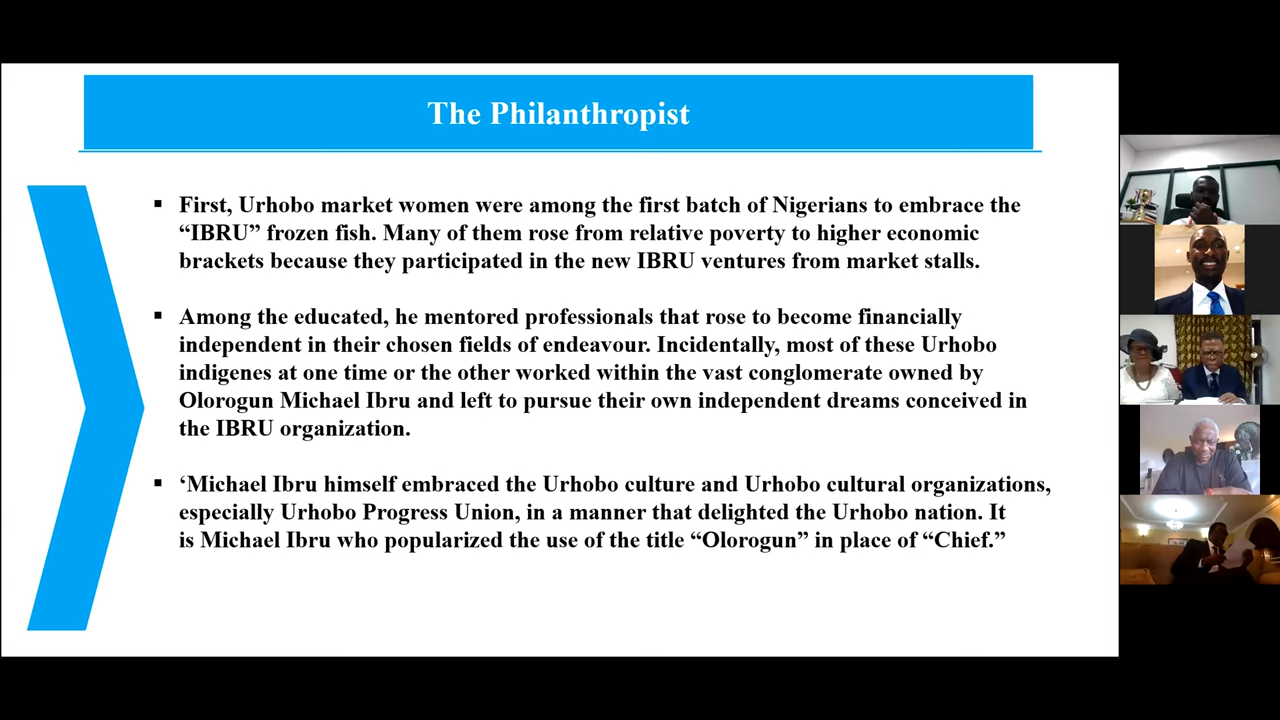 The Philanthropist
▪ First, Urhobo market women were among the first batch of Nigerians to embrace the
“IBRU” frozen fish. Many of them rose from relative poverty to higher economic
brackets because they participated in the new IBRU ventures from market stalls.
▪ Among the educated, he mentored professionals that rose to become financially
independent in their chosen fields of endeavour. Incidentally, most of these Urhobo
indigenes at one time or the other worked within the vast conglomerate owned by
Olorogun Michael Ibru and left to pursue their own independent dreams conceived in
the IBRU organization.
▪ ‘Michael Ibru himself embraced the Urhobo culture and Urhobo cultural organizations,
especially Urhobo Progress Union, in a manner that delighted the Urhobo nation. It
is Michael Ibru who popularized the use of the title “Olorogun” in place of “Chief.”